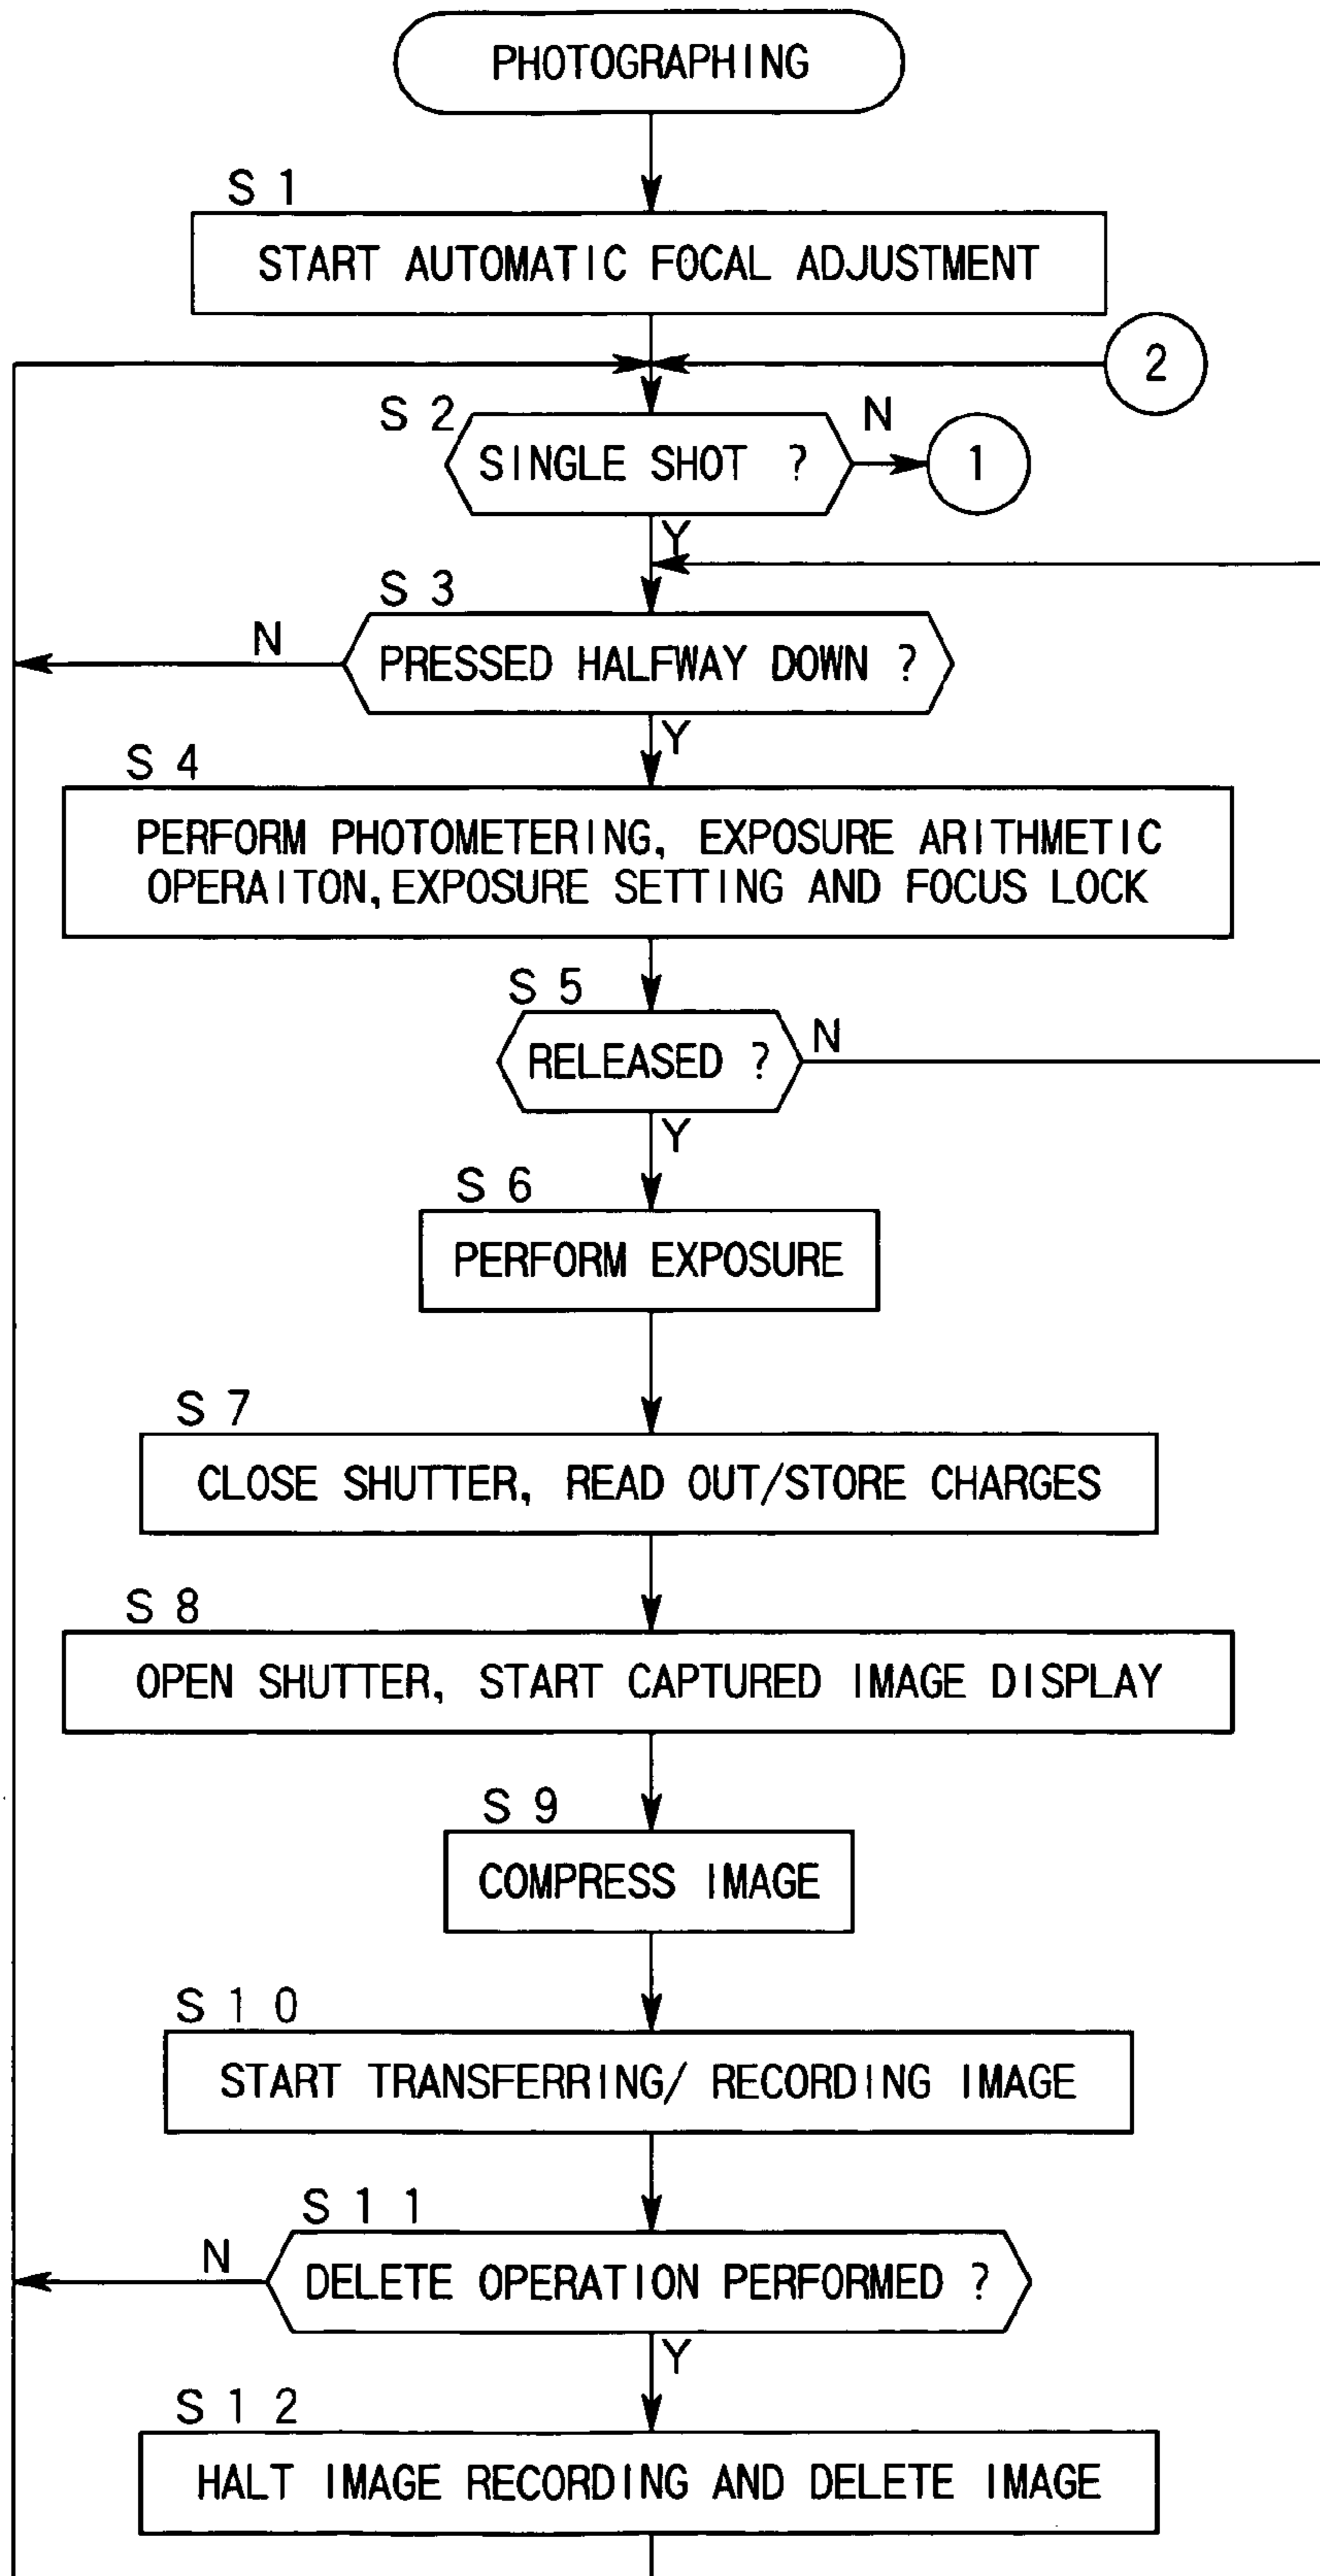 PHOTOGRAPHING
S 1
START AUTOMATIC FOCAL ADJUSTMENT
2
S 2
SINGLE SHOT ?
N
1
Y
S 3
N
PRESSED HALFWAY DOWN ?
Y
S 4
PERFORM PHOTOMETERING, EXPOSURE ARITHMETIC
OPERAITON, EXPOSURE SETTING AND FOCUS LOCK
S 5
RELEASED ?
N
Y
S 6
PERFORM EXPOSURE
S 7
CLOSE SHUTTER, READ OUT/STORE CHARGES
S 8
OPEN SHUTTER, START CAPTURED IMAGE DISPLAY
S 9
COMPRESS IMAGE
S 1 0
START TRANSFERRING/ RECORDING IMAGE
S 1 1
N
DELETE OPERATION PERFORMED ?
Y
S 1 2
HALT IMAGE RECORDING AND DELETE IMAGE